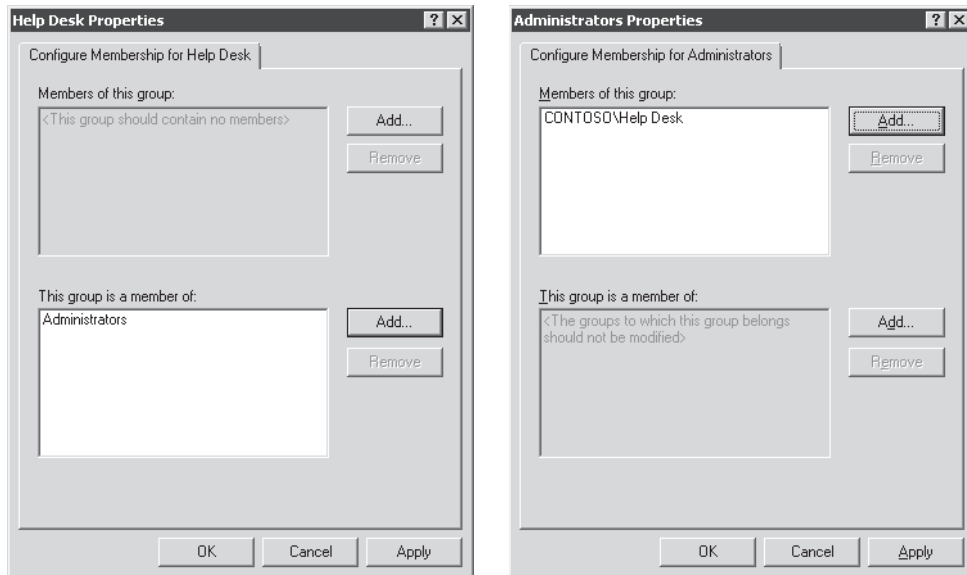 Help Desk Properties
Configure Membership for Help Desk
Members of this group:
<This group should contain no members>
Add...
Remove
This group is a member of:
Administrators
Add...
Remove
OK
Cancel
Apply
Administrators Properties
Configure Membership for Administrators
Members of this group:
CONTOSO\Help Desk
Add...
Remove
This group is a member of:
<The groups to which this group belongs
should not be modified>
Add...
Remove
OK
Cancel
Apply